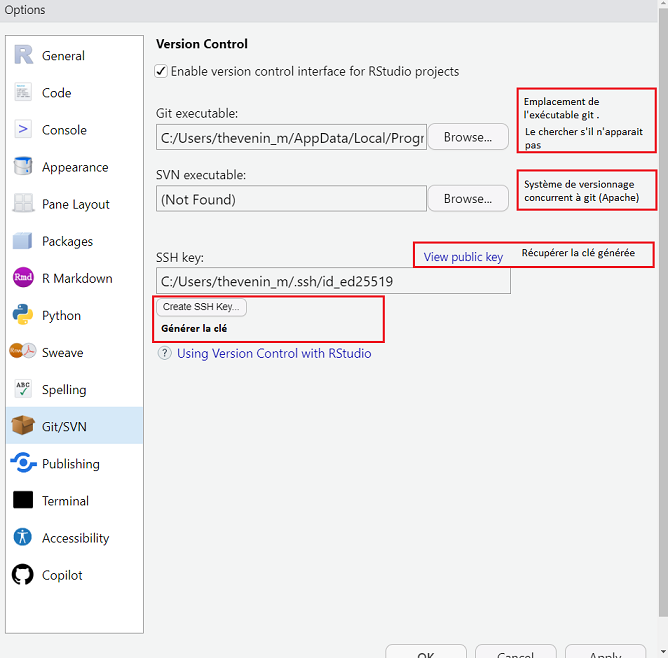 Options
General
Code
Console
Appearance
Pane Layout
Packages
R Markdown
Python
Sweave
Spelling
Git/SVN
Publishing
Terminal
Accessibility
Copilot
Version Control
Enable version control interface for RStudio projects
Git executable:
C:/Users/thevenin_m/AppData/Local/Progr
Browse...
Emplacement de
l'exécutable git .
Le chercher s'il n'apparait
pas
SVN executable:
(Not Found)
Browse...
Système de versionnage
concurrent à git (Apache)
SSH key:
View public key
Récupérer la clé générée
C:/Users/thevenin_m/.ssh/id_ed25519
Create SSH Key...
Générer la clé
? Using Version Control with RStudio
OK
Cancel
Apply
R
>
Rmd
ABC